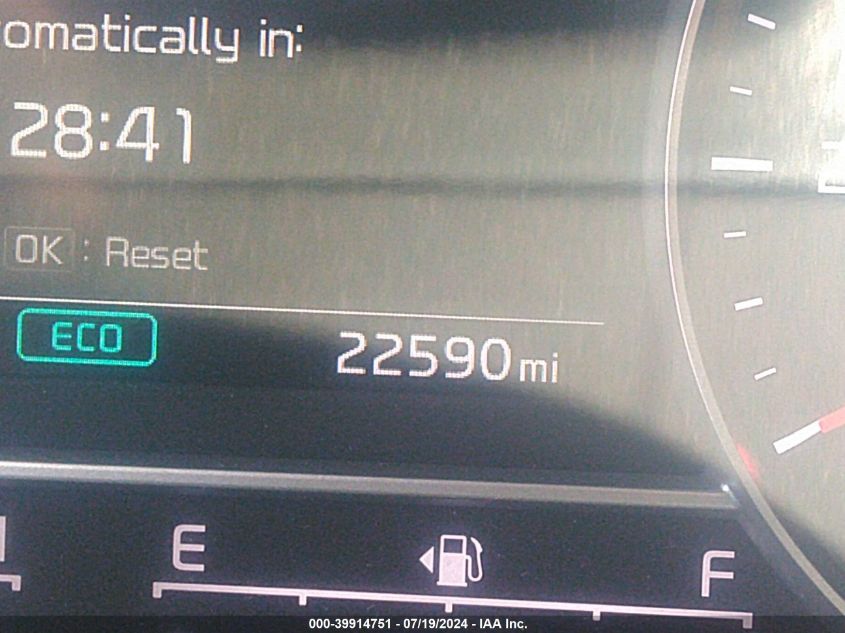 omatically in:
28:41
OK : Reset
ECO 22590 mi
E F
000-39914751 - 07/19/2024 - IAA Inc.